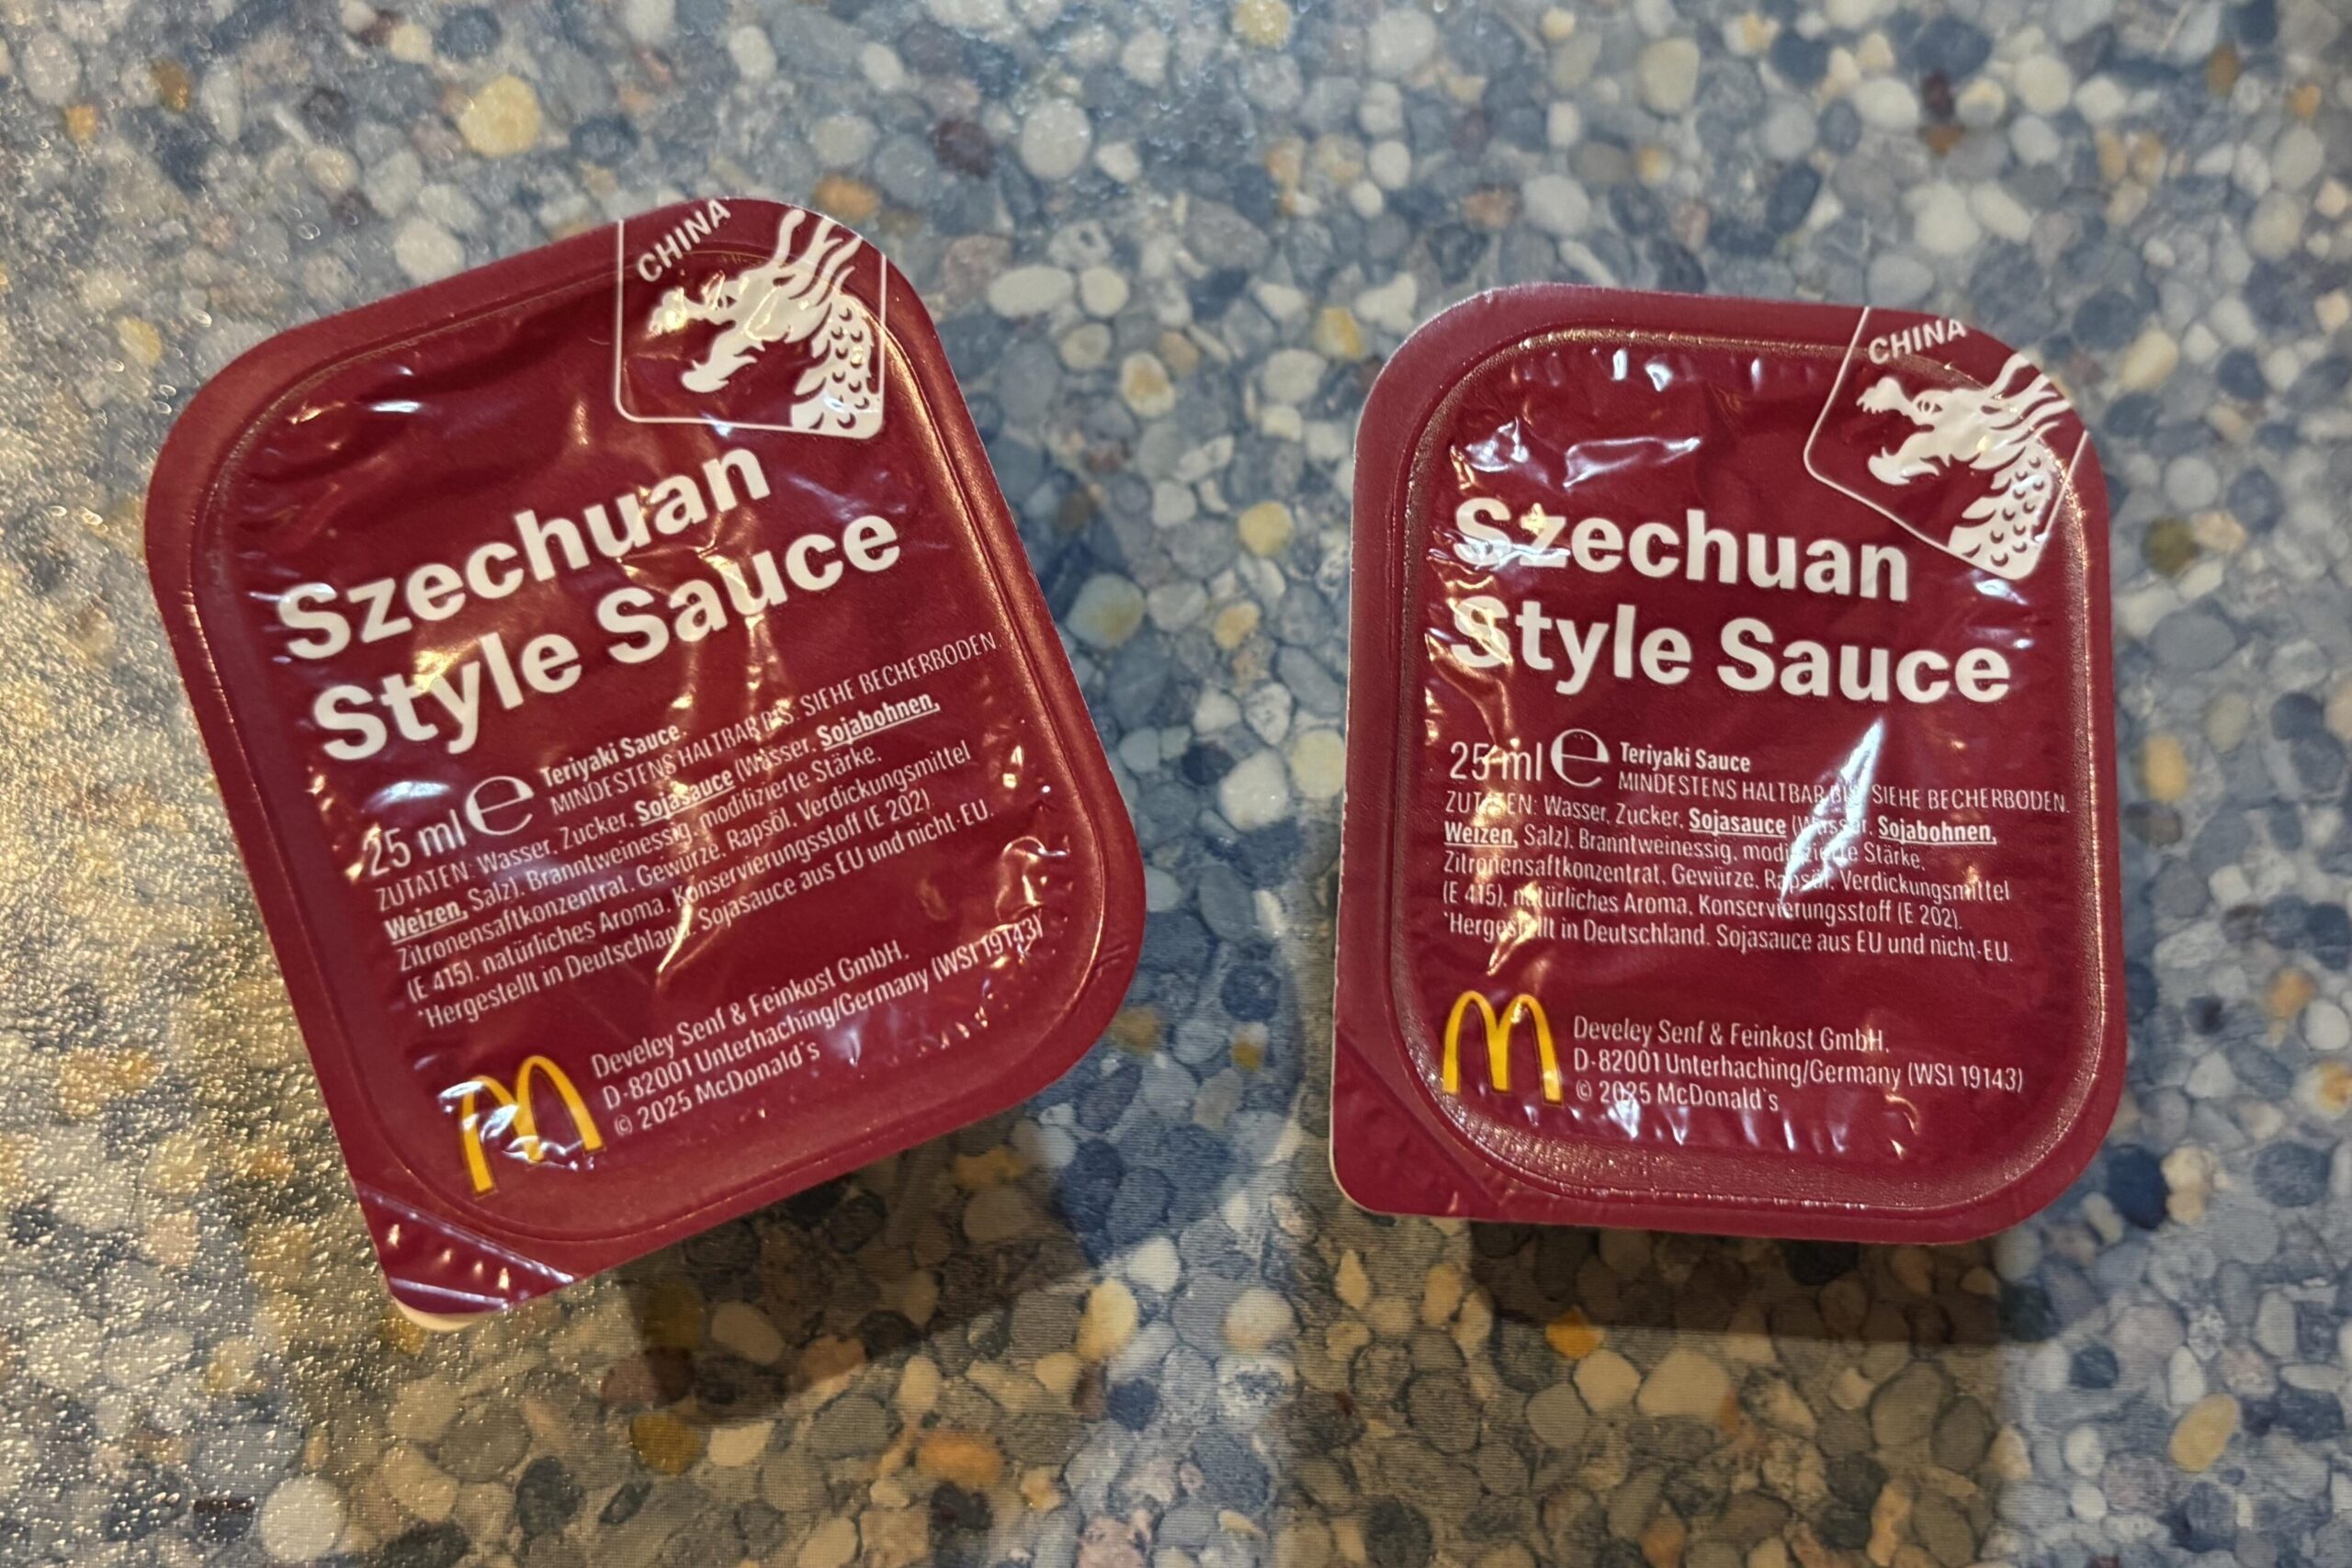 CHINA
Szechuan
Style Sauce
25 ml e Teriyaki Sauce
MINDESTENS HALTBAR BIS: SIEHE BECHERBODEN.
ZUTATEN: Wasser, Zucker, Sojasauce (Wasser, Sojabohnen,
Weizen, Salz), Branntweinessig, modifizierte Stärke,
Zitronensaftkonzentrat, Gewürze, Rapsöl, Verdickungsmittel
(E 415), natürliches Aroma, Konservierungsstoff (E 202).
*Hergestellt in Deutschland. Sojasauce aus EU und nicht-EU.
Develey Senf & Feinkost GmbH,
D-82001 Unterhaching/Germany (WSI 19143)
© 2025 McDonald´s
CHINA
Szechuan
Style Sauce
25 ml e Teriyaki Sauce
MINDESTENS HALTBAR BIS: SIEHE BECHERBODEN.
ZUTATEN: Wasser, Zucker, Sojasauce (Wasser, Sojabohnen,
Weizen, Salz), Branntweinessig, modifizierte Stärke,
Zitronensaftkonzentrat, Gewürze, Rapsöl, Verdickungsmittel
(E 415), natürliches Aroma, Konservierungsstoff (E 202).
*Hergestellt in Deutschland. Sojasauce aus EU und nicht-EU.
Develey Senf & Feinkost GmbH,
D-82001 Unterhaching/Germany (WSI 19143)
© 2025 McDonald´s